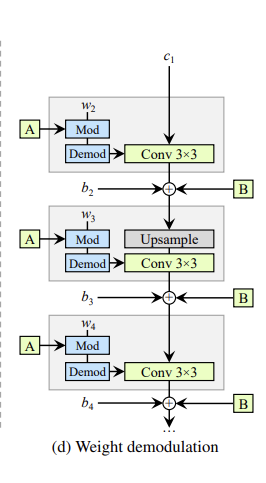 c₁
w₂
A Mod
Demod Conv 3×3
b₂ + B
w₃
A Mod Upsample
Demod Conv 3×3
b₃ + B
w₄
A Mod
Demod Conv 3×3
b₄ + B
...
(d) Weight demodulation